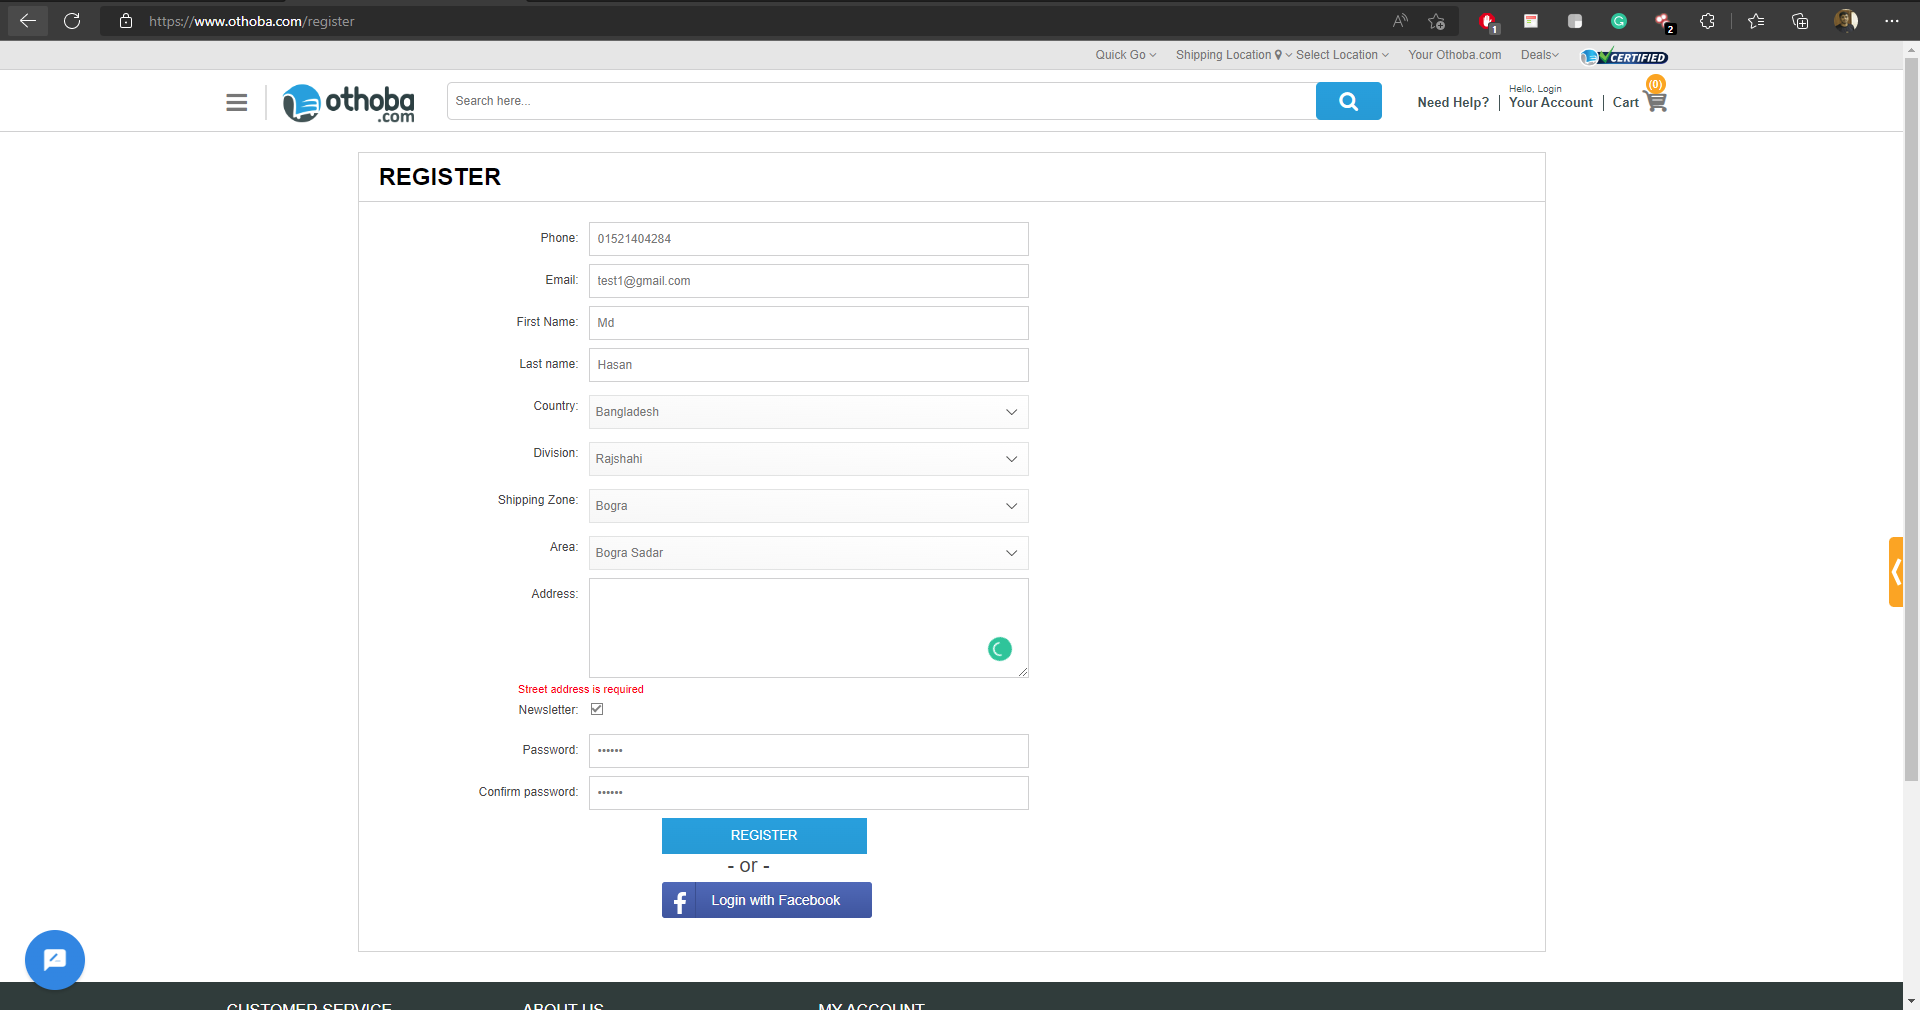 https://www.othoba.com/register
1
2
Quick Go Shipping Location Select Location Your Othoba.com Deals CERTIFIED
othoba
.com
Search here...
Need Help?
Hello, Login
Your Account
Cart
(0)
REGISTER
Phone: 01521404284
Email: test1@gmail.com
First Name: Md
Last name: Hasan
Country: Bangladesh
Division: Rajshahi
Shipping Zone: Bogra
Area: Bogra Sadar
Address:
Street address is required
Newsletter:
Password: ••••••
Confirm password: ••••••
REGISTER
- or -
f Login with Facebook
CUSTOMER SERVICE ABOUT US MY ACCOUNT